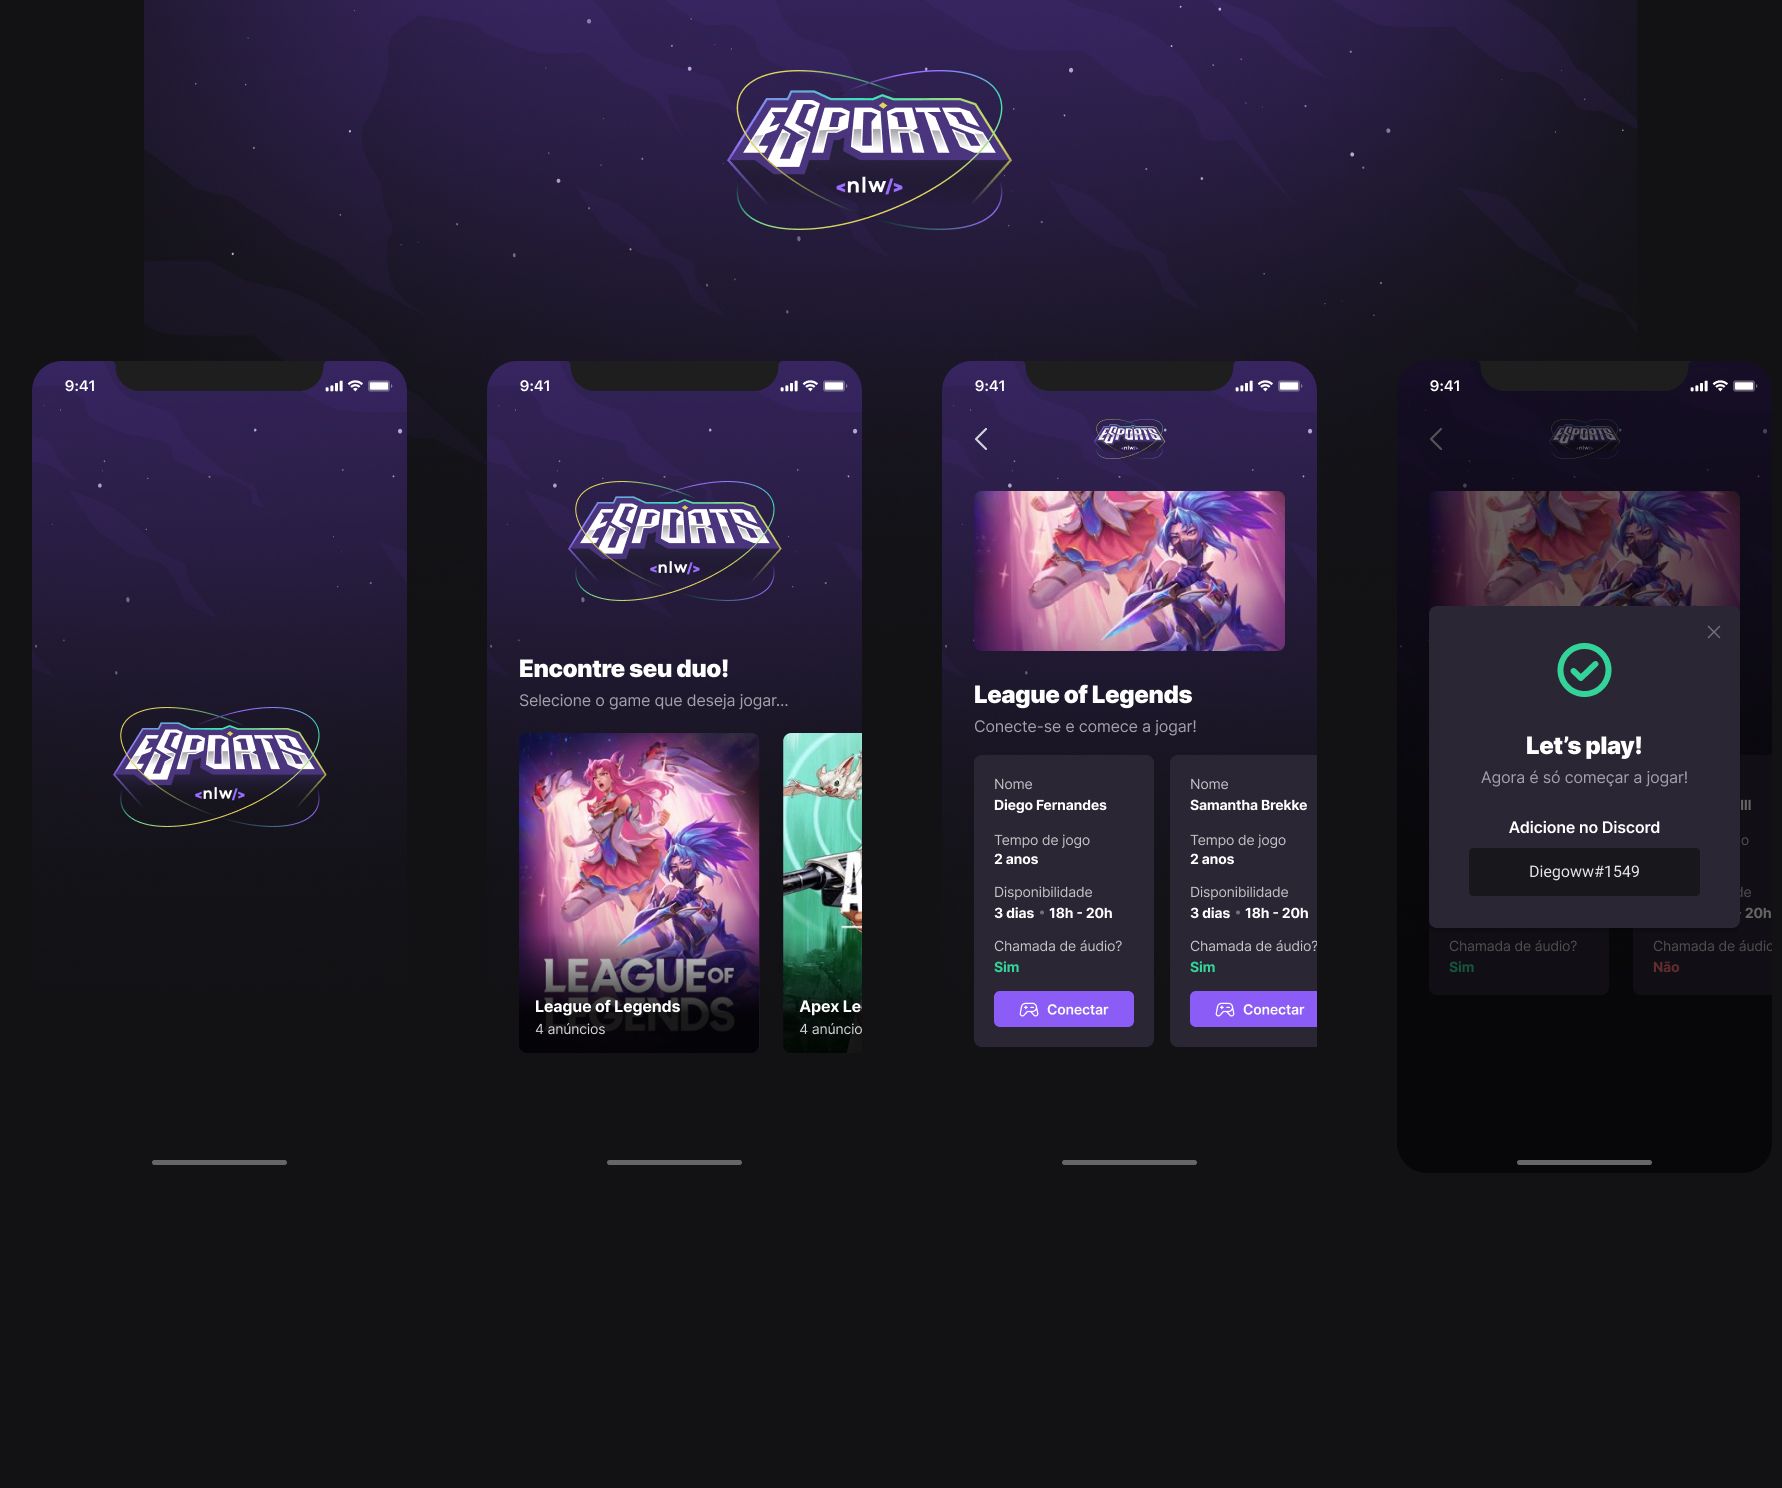 ESPORTS
<nlw/>
9:41
ESPORTS
<nlw/>
9:41
ESPORTS
<nlw/>
Encontre seu duo!
Selecione o game que deseja jogar...
LEAGUE OF
LEGENDS
League of Legends
4 anúncios
A
Apex Le
4 anúncio
9:41
ESPORTS
<nlw/>
League of Legends
Conecte-se e comece a jogar!
Nome
Diego Fernandes
Tempo de jogo
2 anos
Disponibilidade
3 dias • 18h - 20h
Chamada de áudio?
Sim
Conectar
Nome
Samantha Brekke
Tempo de jogo
2 anos
Disponibilidade
3 dias • 18h - 20h
Chamada de áudio?
Sim
Conectar
9:41
ESPORTS
<nlw/>
Let’s play!
Agora é só começar a jogar!
Adicione no Discord
Diegoww#1549
III
o
de
20h
Chamada de áudio?
Sim
Chamada de áudic
Não